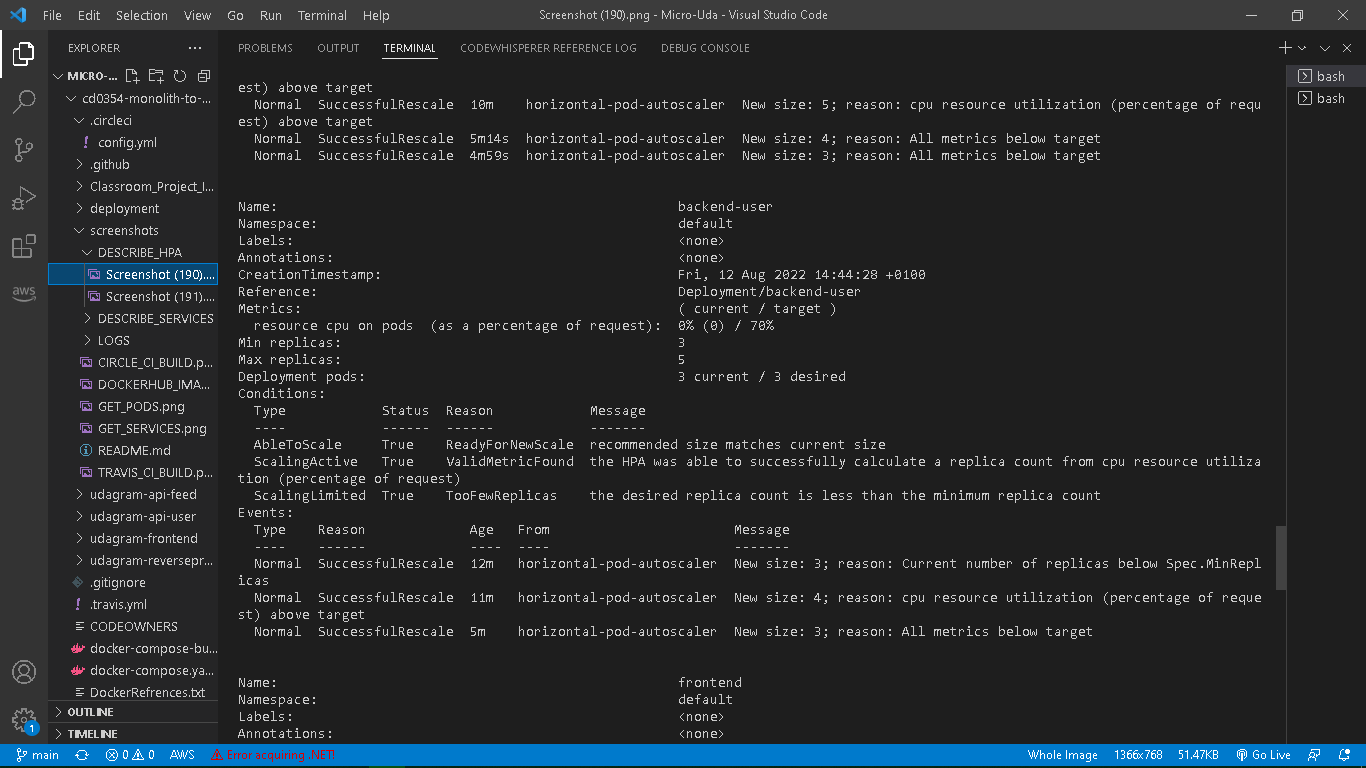 File Edit Selection View Go Run Terminal Help Screenshot (190).png - Micro-Uda - Visual Studio Code
EXPLORER ...
MICRO-...
cd0354-monolith-to-...
.circleci
! config.yml
.github
Classroom_Project_I...
deployment
screenshots
DESCRIBE_HPA
Screenshot (190)....
Screenshot (191)....
DESCRIBE_SERVICES
LOGS
CIRCLE_CI_BUILD.p...
DOCKERHUB_IMA...
GET_PODS.png
GET_SERVICES.png
README.md
TRAVIS_CI_BUILD.p...
udagram-api-feed
udagram-api-user
udagram-frontend
udagram-reversepr...
.gitignore
! .travis.yml
CODEOWNERS
docker-compose-bu...
docker-compose.ya...
DockerRefrences.txt
OUTLINE
TIMELINE
aws
1
PROBLEMS OUTPUT TERMINAL CODEWHISPERER REFERENCE LOG DEBUG CONSOLE
bash
bash
est) above target
Normal SuccessfulRescale 10m horizontal-pod-autoscaler New size: 5; reason: cpu resource utilization (percentage of requ
est) above target
Normal SuccessfulRescale 5m14s horizontal-pod-autoscaler New size: 4; reason: All metrics below target
Normal SuccessfulRescale 4m59s horizontal-pod-autoscaler New size: 3; reason: All metrics below target
Name: backend-user
Namespace: default
Labels: <none>
Annotations: <none>
CreationTimestamp: Fri, 12 Aug 2022 14:44:28 +0100
Reference: Deployment/backend-user
Metrics: ( current / target )
resource cpu on pods (as a percentage of request): 0% (0) / 70%
Min replicas: 3
Max replicas: 5
Deployment pods: 3 current / 3 desired
Conditions:
Type Status Reason Message
---- ------ ------ -------
AbleToScale True ReadyForNewScale recommended size matches current size
ScalingActive True ValidMetricFound the HPA was able to successfully calculate a replica count from cpu resource utiliza
tion (percentage of request)
ScalingLimited True TooFewReplicas the desired replica count is less than the minimum replica count
Events:
Type Reason Age From Message
---- ------ ---- ---- -------
Normal SuccessfulRescale 12m horizontal-pod-autoscaler New size: 3; reason: Current number of replicas below Spec.MinRepl
icas
Normal SuccessfulRescale 11m horizontal-pod-autoscaler New size: 4; reason: cpu resource utilization (percentage of reque
st) above target
Normal SuccessfulRescale 5m horizontal-pod-autoscaler New size: 3; reason: All metrics below target
Name: frontend
Namespace: default
Labels: <none>
Annotations: <none>
main 0 0 AWS Error acquiring .NET! Whole Image 1366x768 51.47KB Go Live